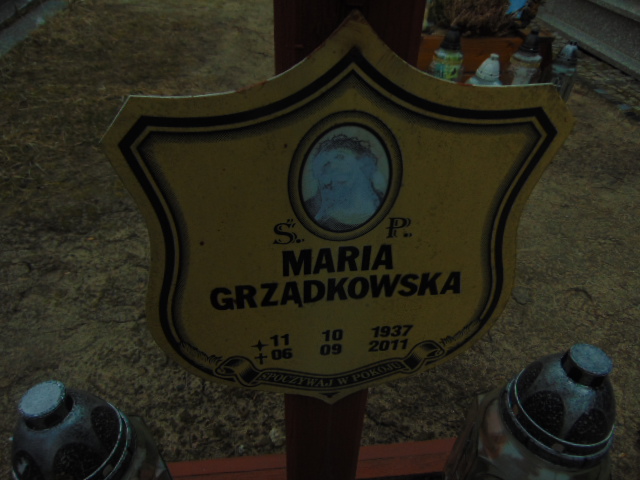 Ś. P.
MARIA
GRZĄDKOWSKA
11 10 1937
†06 09 2011
SPOCZYWAJ W POKOJU